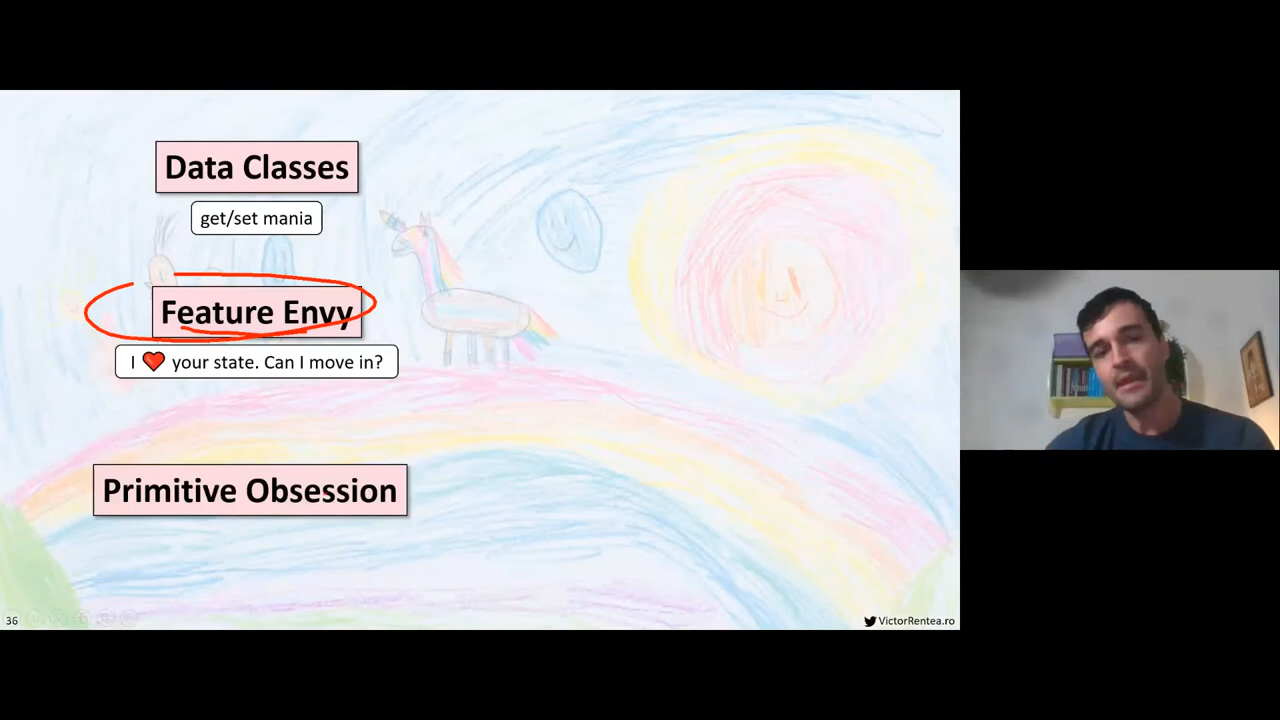 Data Classes
get/set mania
Feature Envy
I ❤ your state. Can I move in?
Primitive Obsession
36
VictorRentea.ro